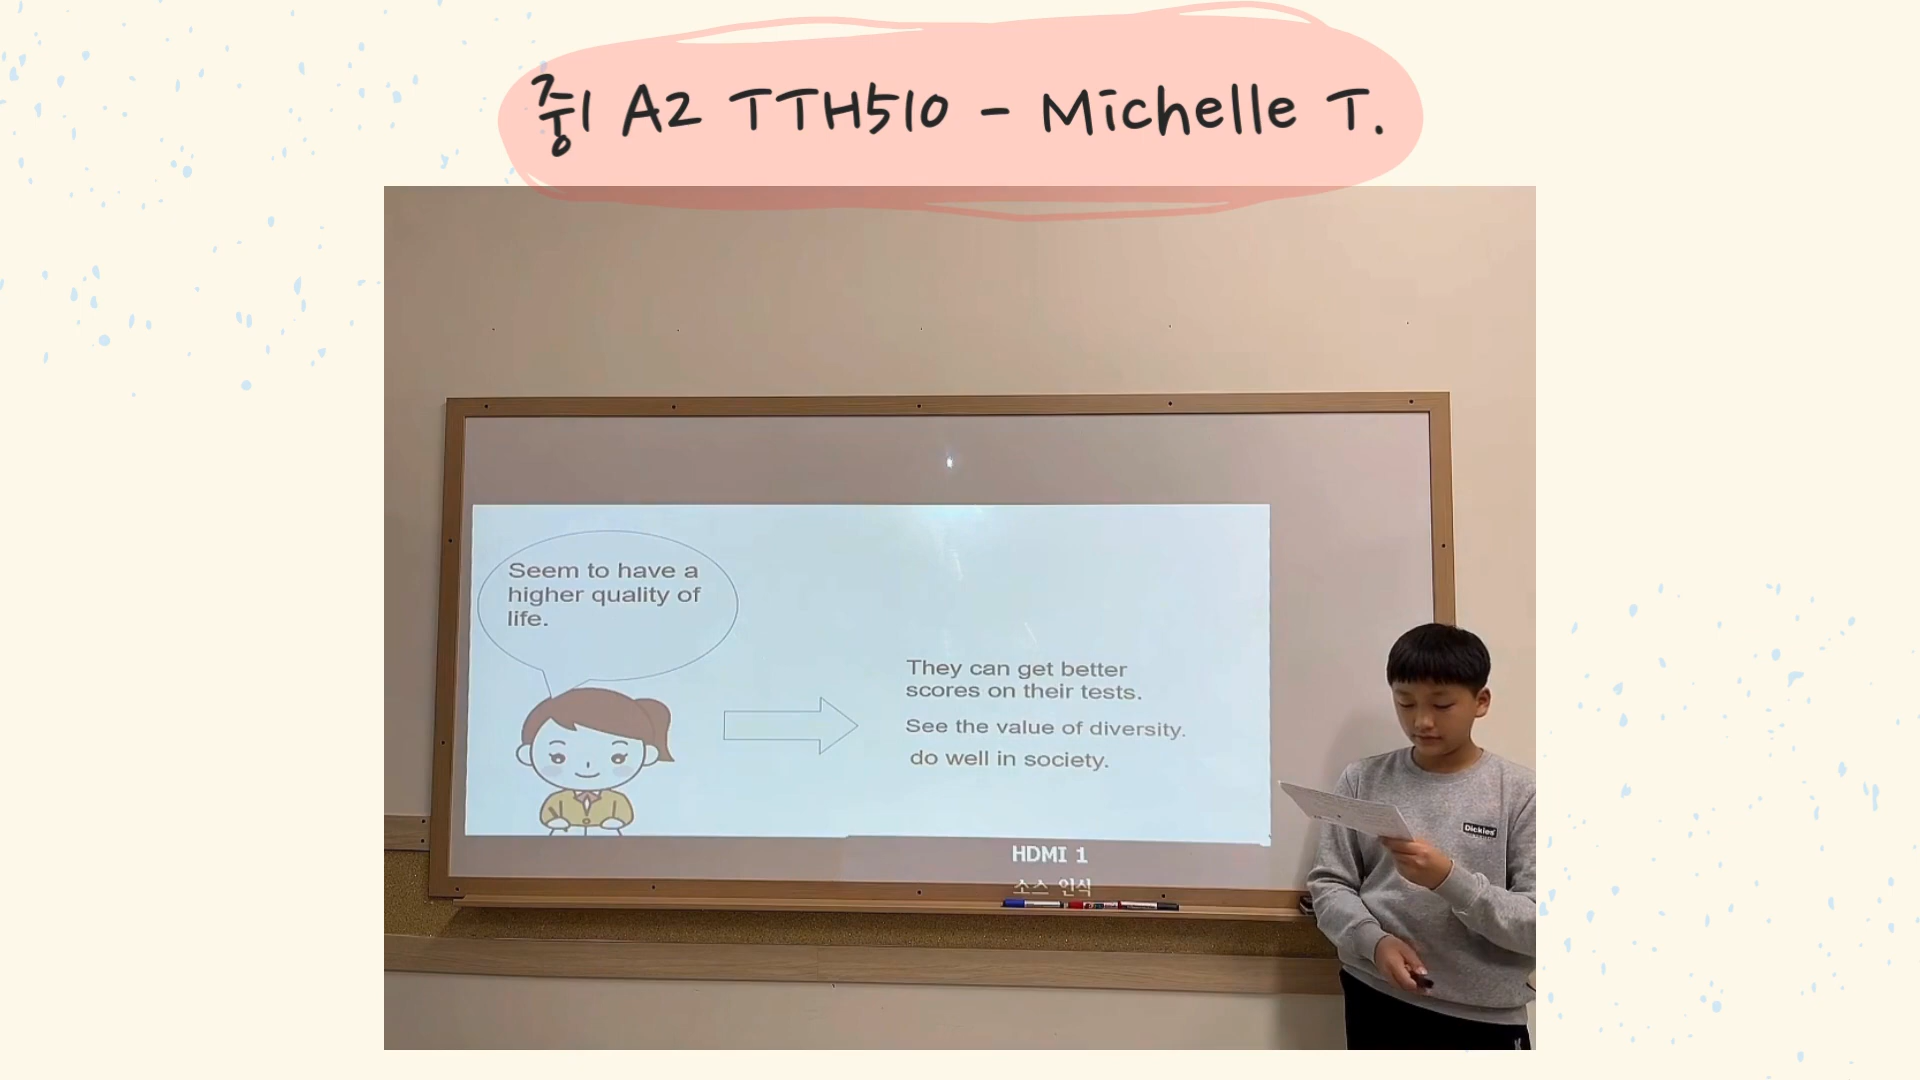 중1 A2 TTH510 - Michelle T.
Seem to have a
higher quality of
life.
They can get better
scores on their tests.
See the value of diversity.
do well in society.
HDMI 1
소스 인식
Dickies